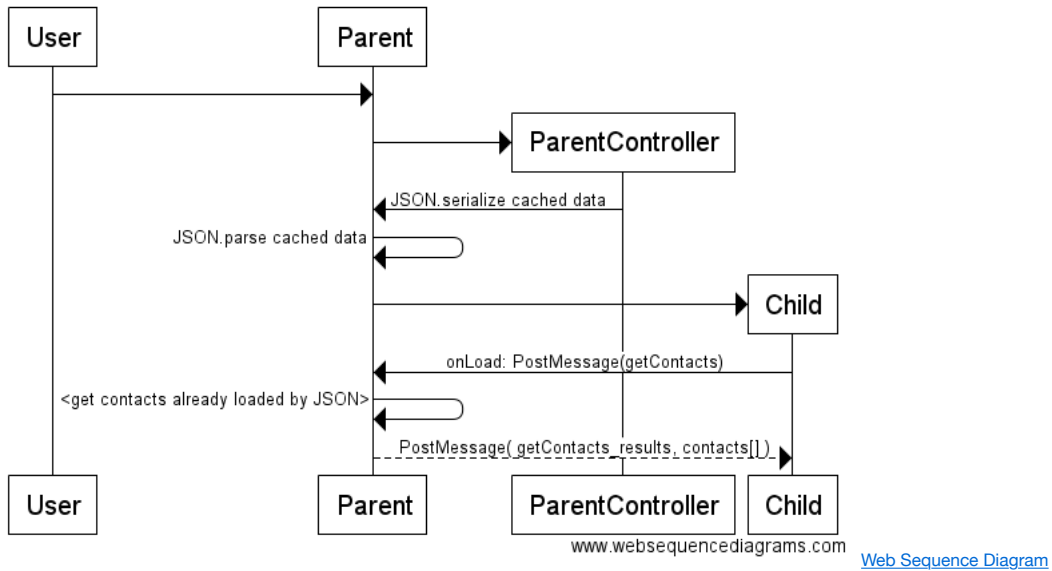 User
Parent
ParentController
JSON.serialize cached data
JSON.parse cached data
Child
onLoad: PostMessage(getContacts)
<get contacts already loaded by JSON>
PostMessage( getContacts_results, contacts[] )
User
Parent
ParentController
Child
www.websequencediagrams.com
Web Sequence Diagram